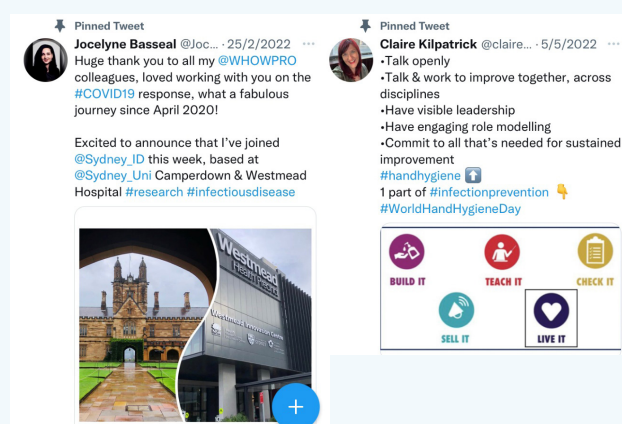 Pinned Tweet
Jocelyne Basseal @Joc... · 25/2/2022 ···
Huge thank you to all my @WHOWPRO
colleagues, loved working with you on the
#COVID19 response, what a fabulous
journey since April 2020!
Excited to announce that I've joined
@Sydney_ID this week, based at
@Sydney_Uni Camperdown & Westmead
Hospital #research #infectiousdisease
Westmead
Health Precinct
Westmead Innovation Centre
Pinned Tweet
Claire Kilpatrick @claire... · 5/5/2022 ···
•Talk openly
•Talk & work to improve together, across
disciplines
•Have visible leadership
•Have engaging role modelling
•Commit to all that's needed for sustained
improvement
#handhygiene ⬆️
1 part of #infectionprevention 👇
#WorldHandHygieneDay
BUILD IT
TEACH IT
CHECK IT
SELL IT
LIVE IT